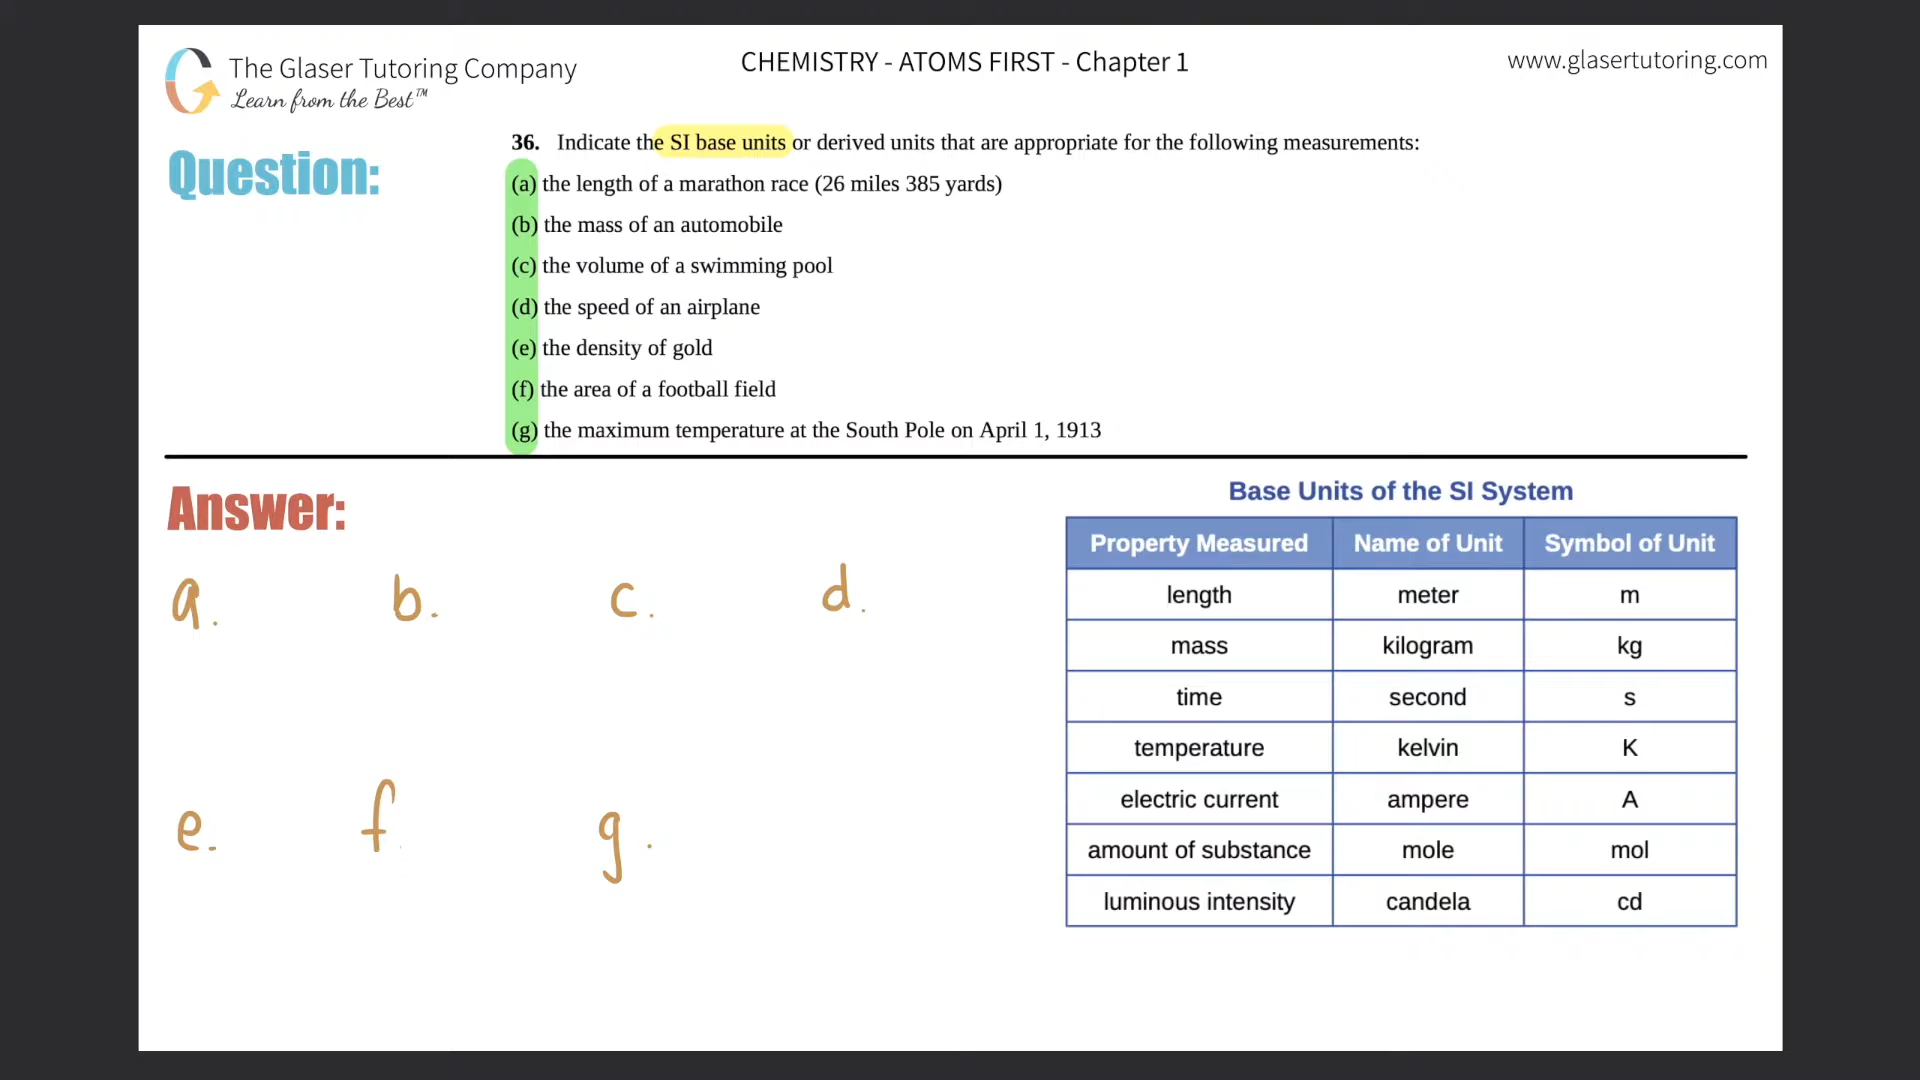 The Glaser Tutoring Company
Learn from the Best™
CHEMISTRY - ATOMS FIRST - Chapter 1
www.glasertutoring.com
Question:
36. Indicate the SI base units or derived units that are appropriate for the following measurements:
(a) the length of a marathon race (26 miles 385 yards)
(b) the mass of an automobile
(c) the volume of a swimming pool
(d) the speed of an airplane
(e) the density of gold
(f) the area of a football field
(g) the maximum temperature at the South Pole on April 1, 1913
Answer:
a. b. c. d.
e. f. g.
Base Units of the SI System
Property Measured Name of Unit Symbol of Unit
length meter m
mass kilogram kg
time second s
temperature kelvin K
electric current ampere A
amount of substance mole mol
luminous intensity candela cd